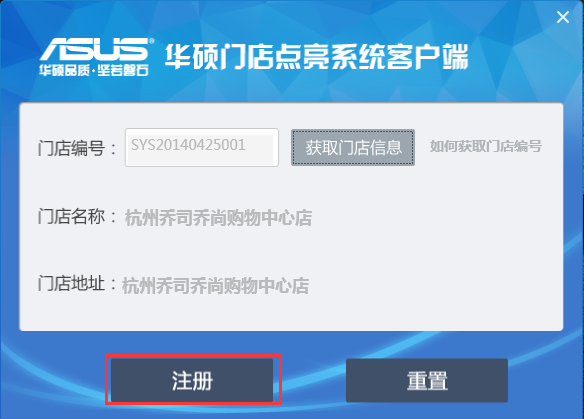 ASUS 华硕门店点亮系统客户端
华硕品质·坚若磐石
门店编号： SYS20140425001 获取门店信息 如何获取门店编号
门店名称： 杭州乔司乔尚购物中心店
门店地址： 杭州乔司乔尚购物中心店
注册 重置